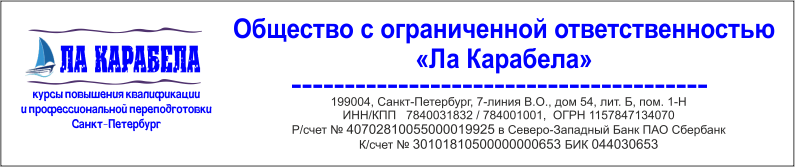 ЛА КАРАБЕЛА
курсы повышения квалификации
и профессиональной переподготовки
Санкт-Петербург
Общество с ограниченной ответственностью
«Ла Карабела»
199004, Санкт-Петербург, 7-линия В.О., дом 54, лит. Б, пом. 1-Н
ИНН/КПП 7840031832 / 784001001, ОГРН 1157847134070
Р/счет № 40702810055000019925 в Северо-Западный Банк ПАО Сбербанк
К/счет № 30101810500000000653 БИК 044030653